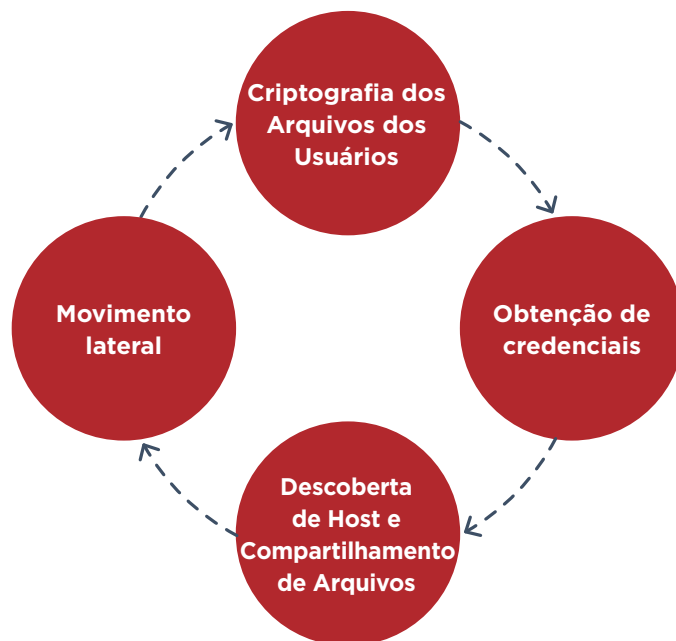 Criptografia dos
Arquivos dos
Usuários
Obtenção de
credenciais
Descoberta
de Host e
Compartilhamento
de Arquivos
Movimento
lateral